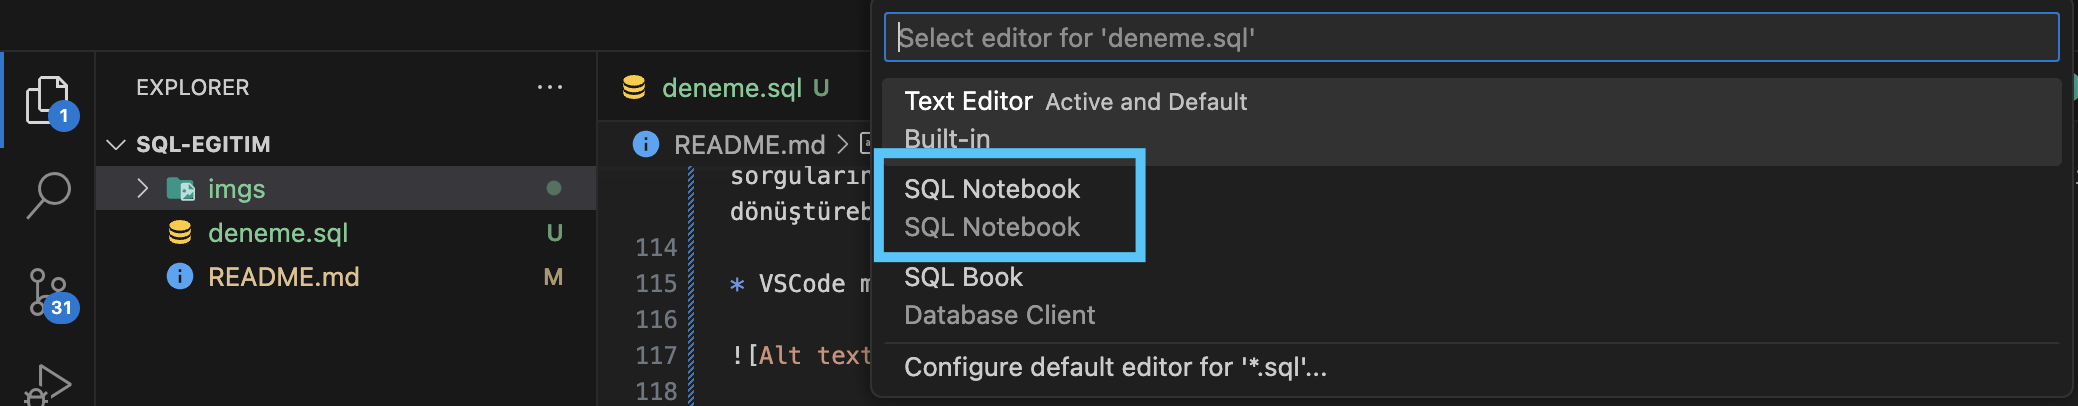 EXPLORER
SQL-EGITIM
imgs
deneme.sql U
README.md M
1
31
deneme.sql U
README.md >
114
dönüştüreb
115 * VSCode
116
117 ![Alt text
118
Select editor for 'deneme.sql'
Text Editor Active and Default
Built-in
SQL Notebook
SQL Notebook
SQL Book
Database Client
Configure default editor for '*.sql'...